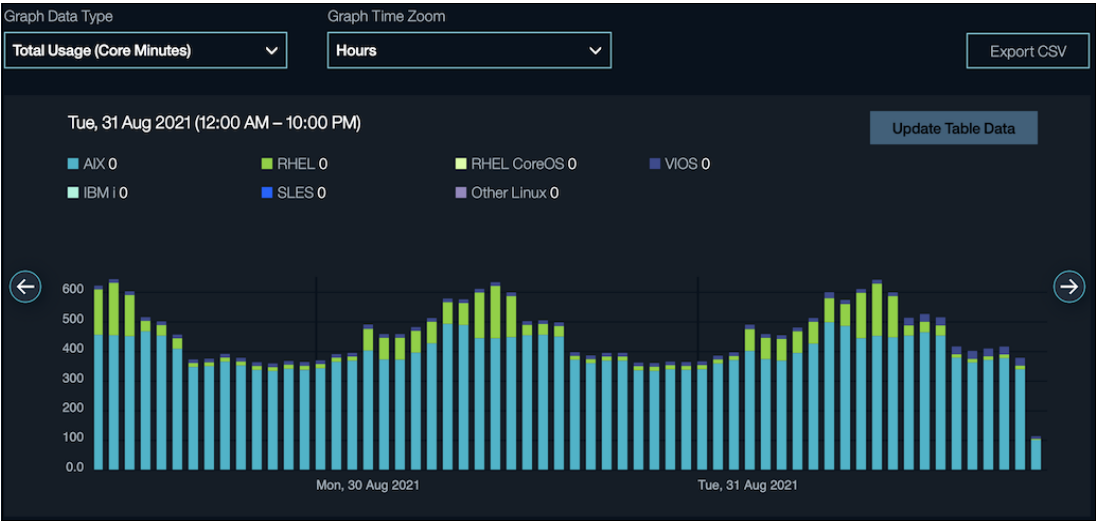 Graph Data Type Graph Time Zoom
Total Usage (Core Minutes) Hours Export CSV
Tue, 31 Aug 2021 (12:00 AM – 10:00 PM) Update Table Data
AIX 0 RHEL 0 RHEL CoreOS 0 VIOS 0
IBM i 0 SLES 0 Other Linux 0
600
500
400
300
200
100
0.0
Mon, 30 Aug 2021 Tue, 31 Aug 2021